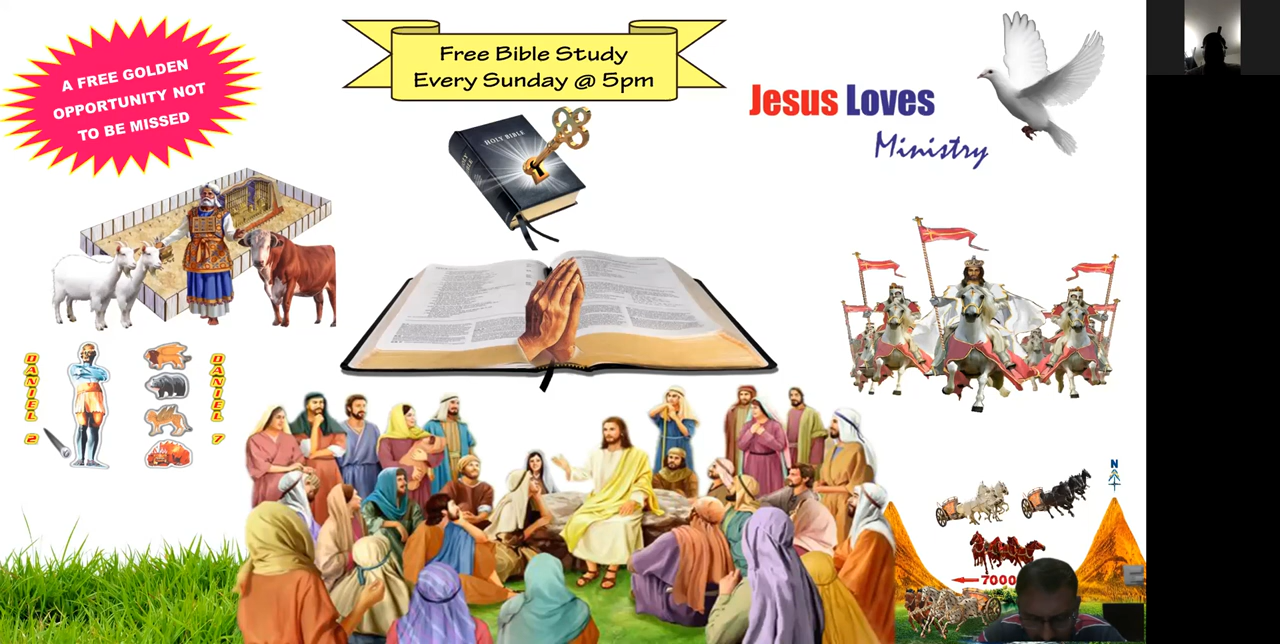 A FREE GOLDEN
OPPORTUNITY NOT
TO BE MISSED
Free Bible Study
Every Sunday @ 5pm
Jesus Loves
Ministry
HOLY BIBLE
DANIEL 2
DANIEL 7
N
7000